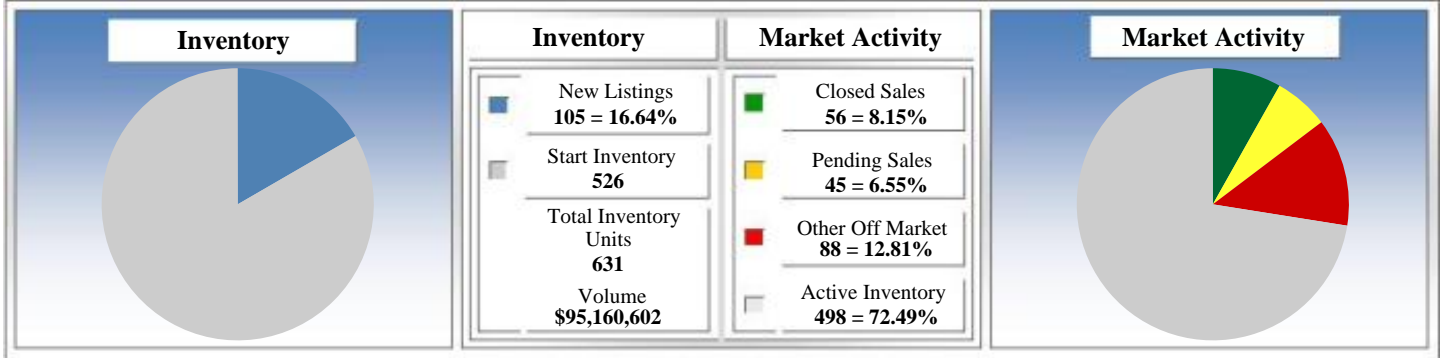 Inventory
Inventory
New Listings
105 = 16.64%
Start Inventory
526
Total Inventory
Units
631
Volume
$95,160,602
Market Activity
Closed Sales
56 = 8.15%
Pending Sales
45 = 6.55%
Other Off Market
88 = 12.81%
Active Inventory
498 = 72.49%
Market Activity